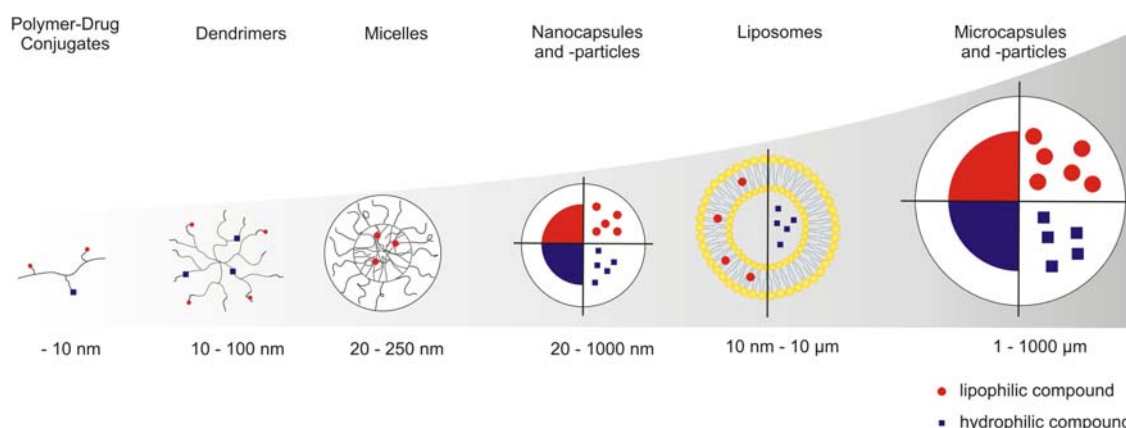 Polymer-Drug
Conjugates
Dendrimers
Micelles
Nanocapsules
and -particles
Liposomes
Microcapsules
and -particles
- 10 nm
10 - 100 nm
20 - 250 nm
20 - 1000 nm
10 nm - 10 µm
1 - 1000 µm
lipophilic compound
hydrophilic compound